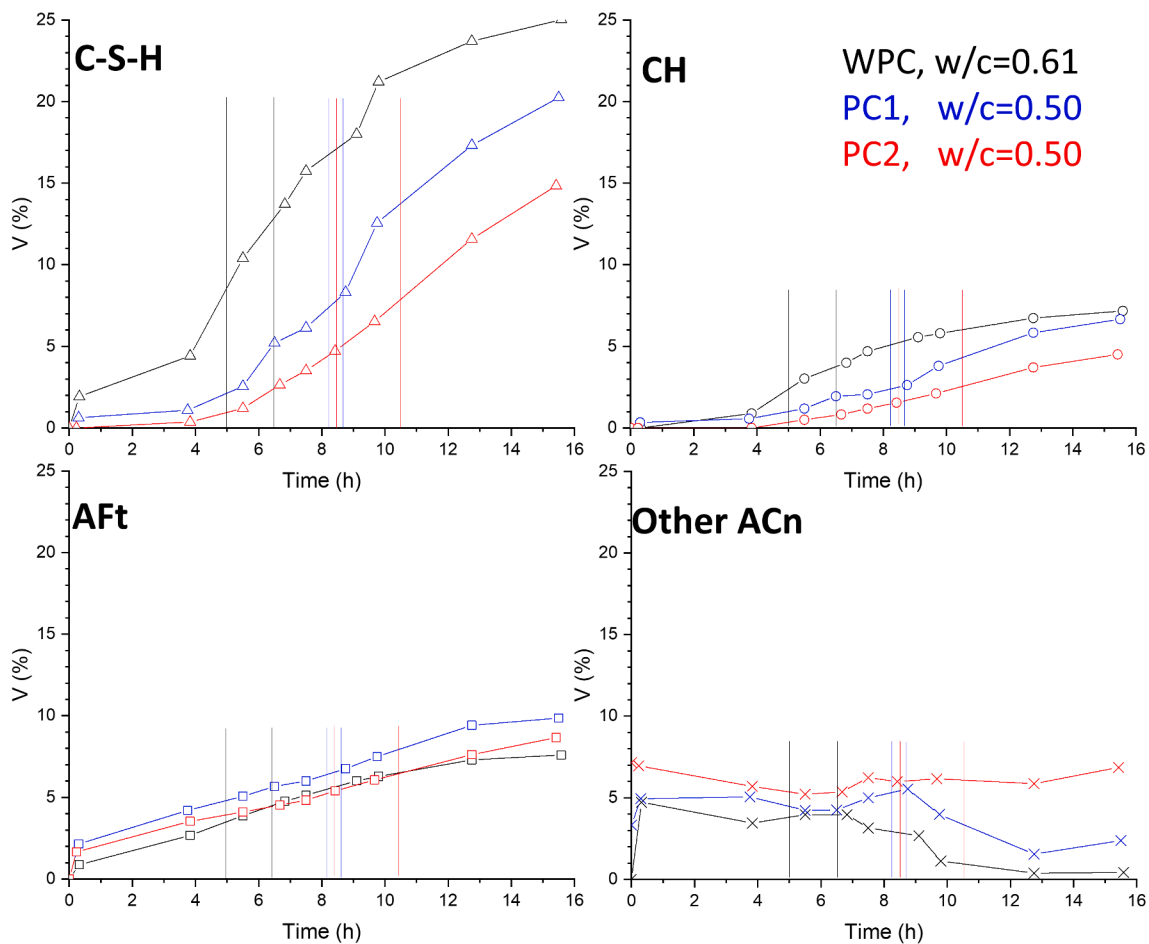 C-S-H
V (%)
25
20
15
10
5
0
0 2 4 6 8 10 12 14 16
Time (h)
CH
WPC, w/c=0.61
PC1, w/c=0.50
PC2, w/c=0.50
V (%)
25
20
15
10
5
0
0 2 4 6 8 10 12 14 16
Time (h)
AFt
V (%)
25
20
15
10
5
0
0 2 4 6 8 10 12 14 16
Time (h)
Other ACn
V (%)
25
20
15
10
5
0
0 2 4 6 8 10 12 14 16
Time (h)